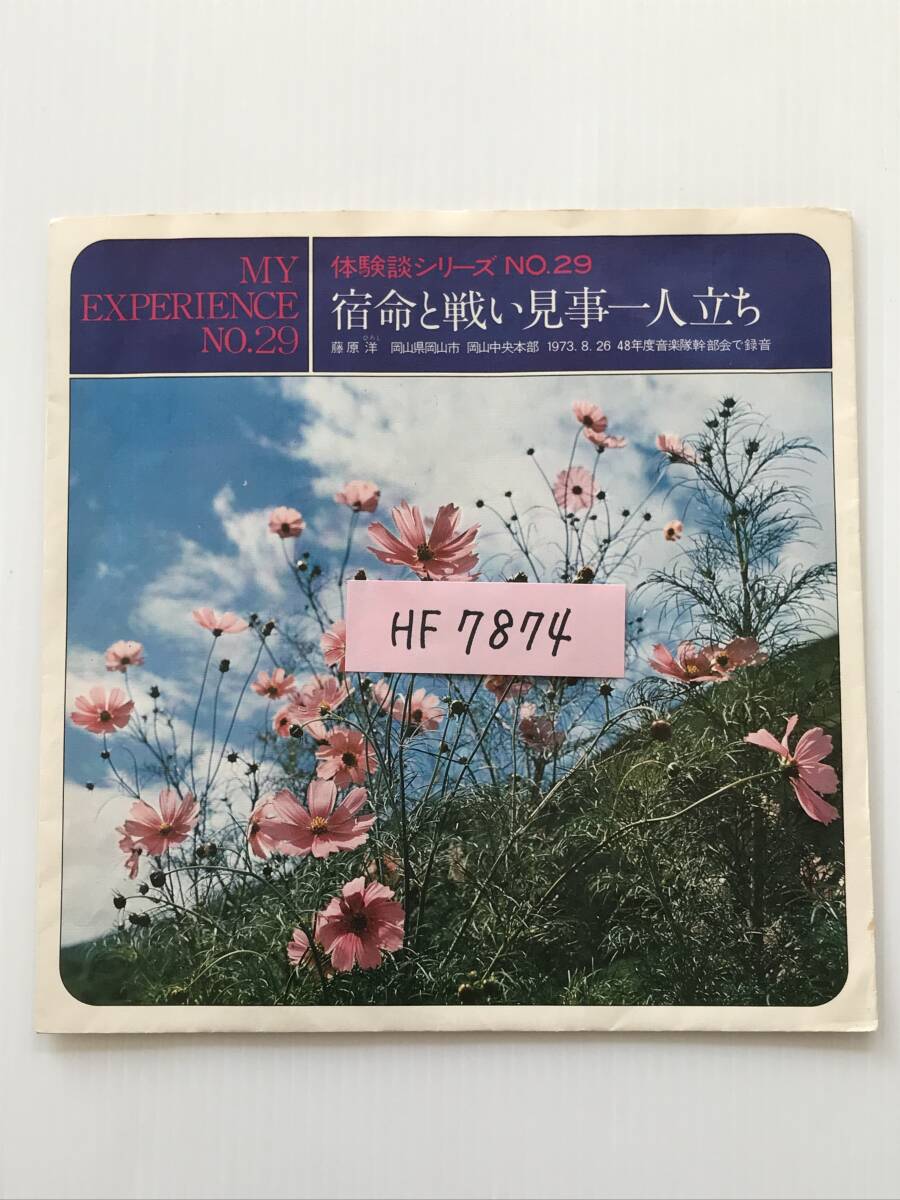 MY
EXPERIENCE
NO.29
体験談シリーズ NO.29
宿命と戦い見事一人立ち
ひろし
藤原洋 岡山県岡山市 岡山中央本部 1973.8.26 48年度音楽隊幹部会で録音
HF 7874